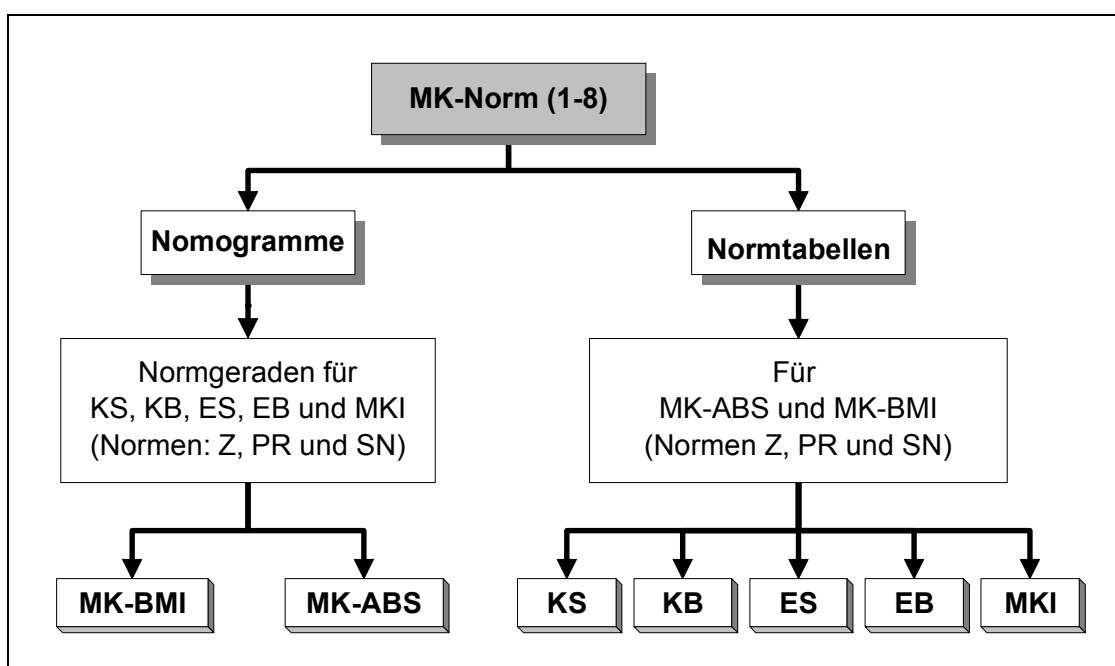 MK-Norm (1-8)
Nomogramme
Normtabellen
Normgeraden für
KS, KB, ES, EB und MKI
(Normen: Z, PR und SN)
Für
MK-ABS und MK-BMI
(Normen Z, PR und SN)
MK-BMI
MK-ABS
KS
KB
ES
EB
MKI